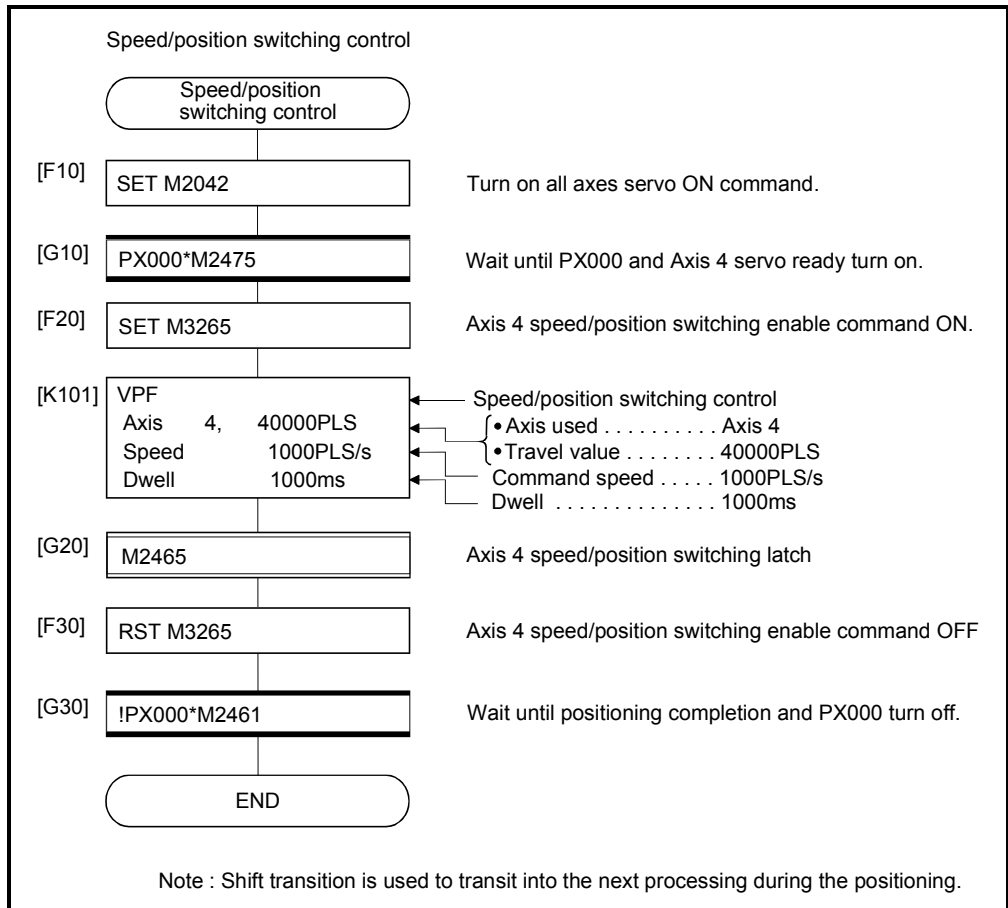 Speed/position switching control
Speed/position
switching control
[F10]
SET M2042
Turn on all axes servo ON command.
[G10]
PX000*M2475
Wait until PX000 and Axis 4 servo ready turn on.
[F20]
SET M3265
Axis 4 speed/position switching enable command ON.
[K101]
VPF
Axis 4, 40000PLS
Speed 1000PLS/s
Dwell 1000ms
Speed/position switching control
• Axis used . . . . . . . . . . Axis 4
• Travel value . . . . . . . . 40000PLS
Command speed . . . . . 1000PLS/s
Dwell . . . . . . . . . . . . . . 1000ms
[G20]
M2465
Axis 4 speed/position switching latch
[F30]
RST M3265
Axis 4 speed/position switching enable command OFF
[G30]
!PX000*M2461
Wait until positioning completion and PX000 turn off.
END
Note : Shift transition is used to transit into the next processing during the positioning.